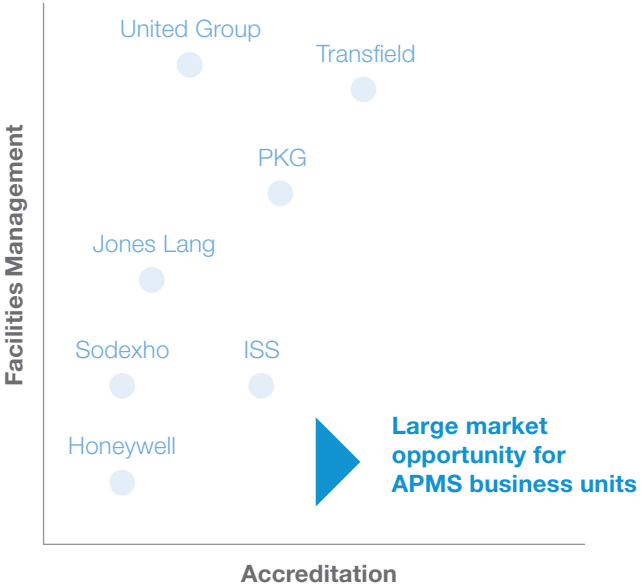 United Group
Transfield
PKG
Jones Lang
Sodexho
ISS
Honeywell
Large market
opportunity for
APMS business units
Facilities Management
Accreditation